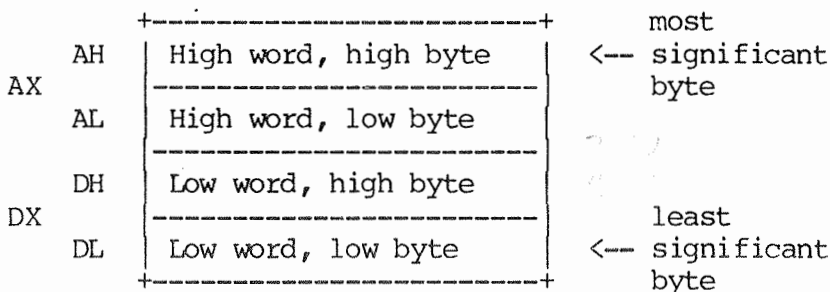 +-----------------------+ most
AH | High word, high byte | <-- significant
AX ----------------------- byte
AL | High word, low byte |
-----------------------
DH | Low word, high byte |
DX ----------------------- least
DL | Low word, low byte | <-- significant
+-----------------------+ byte